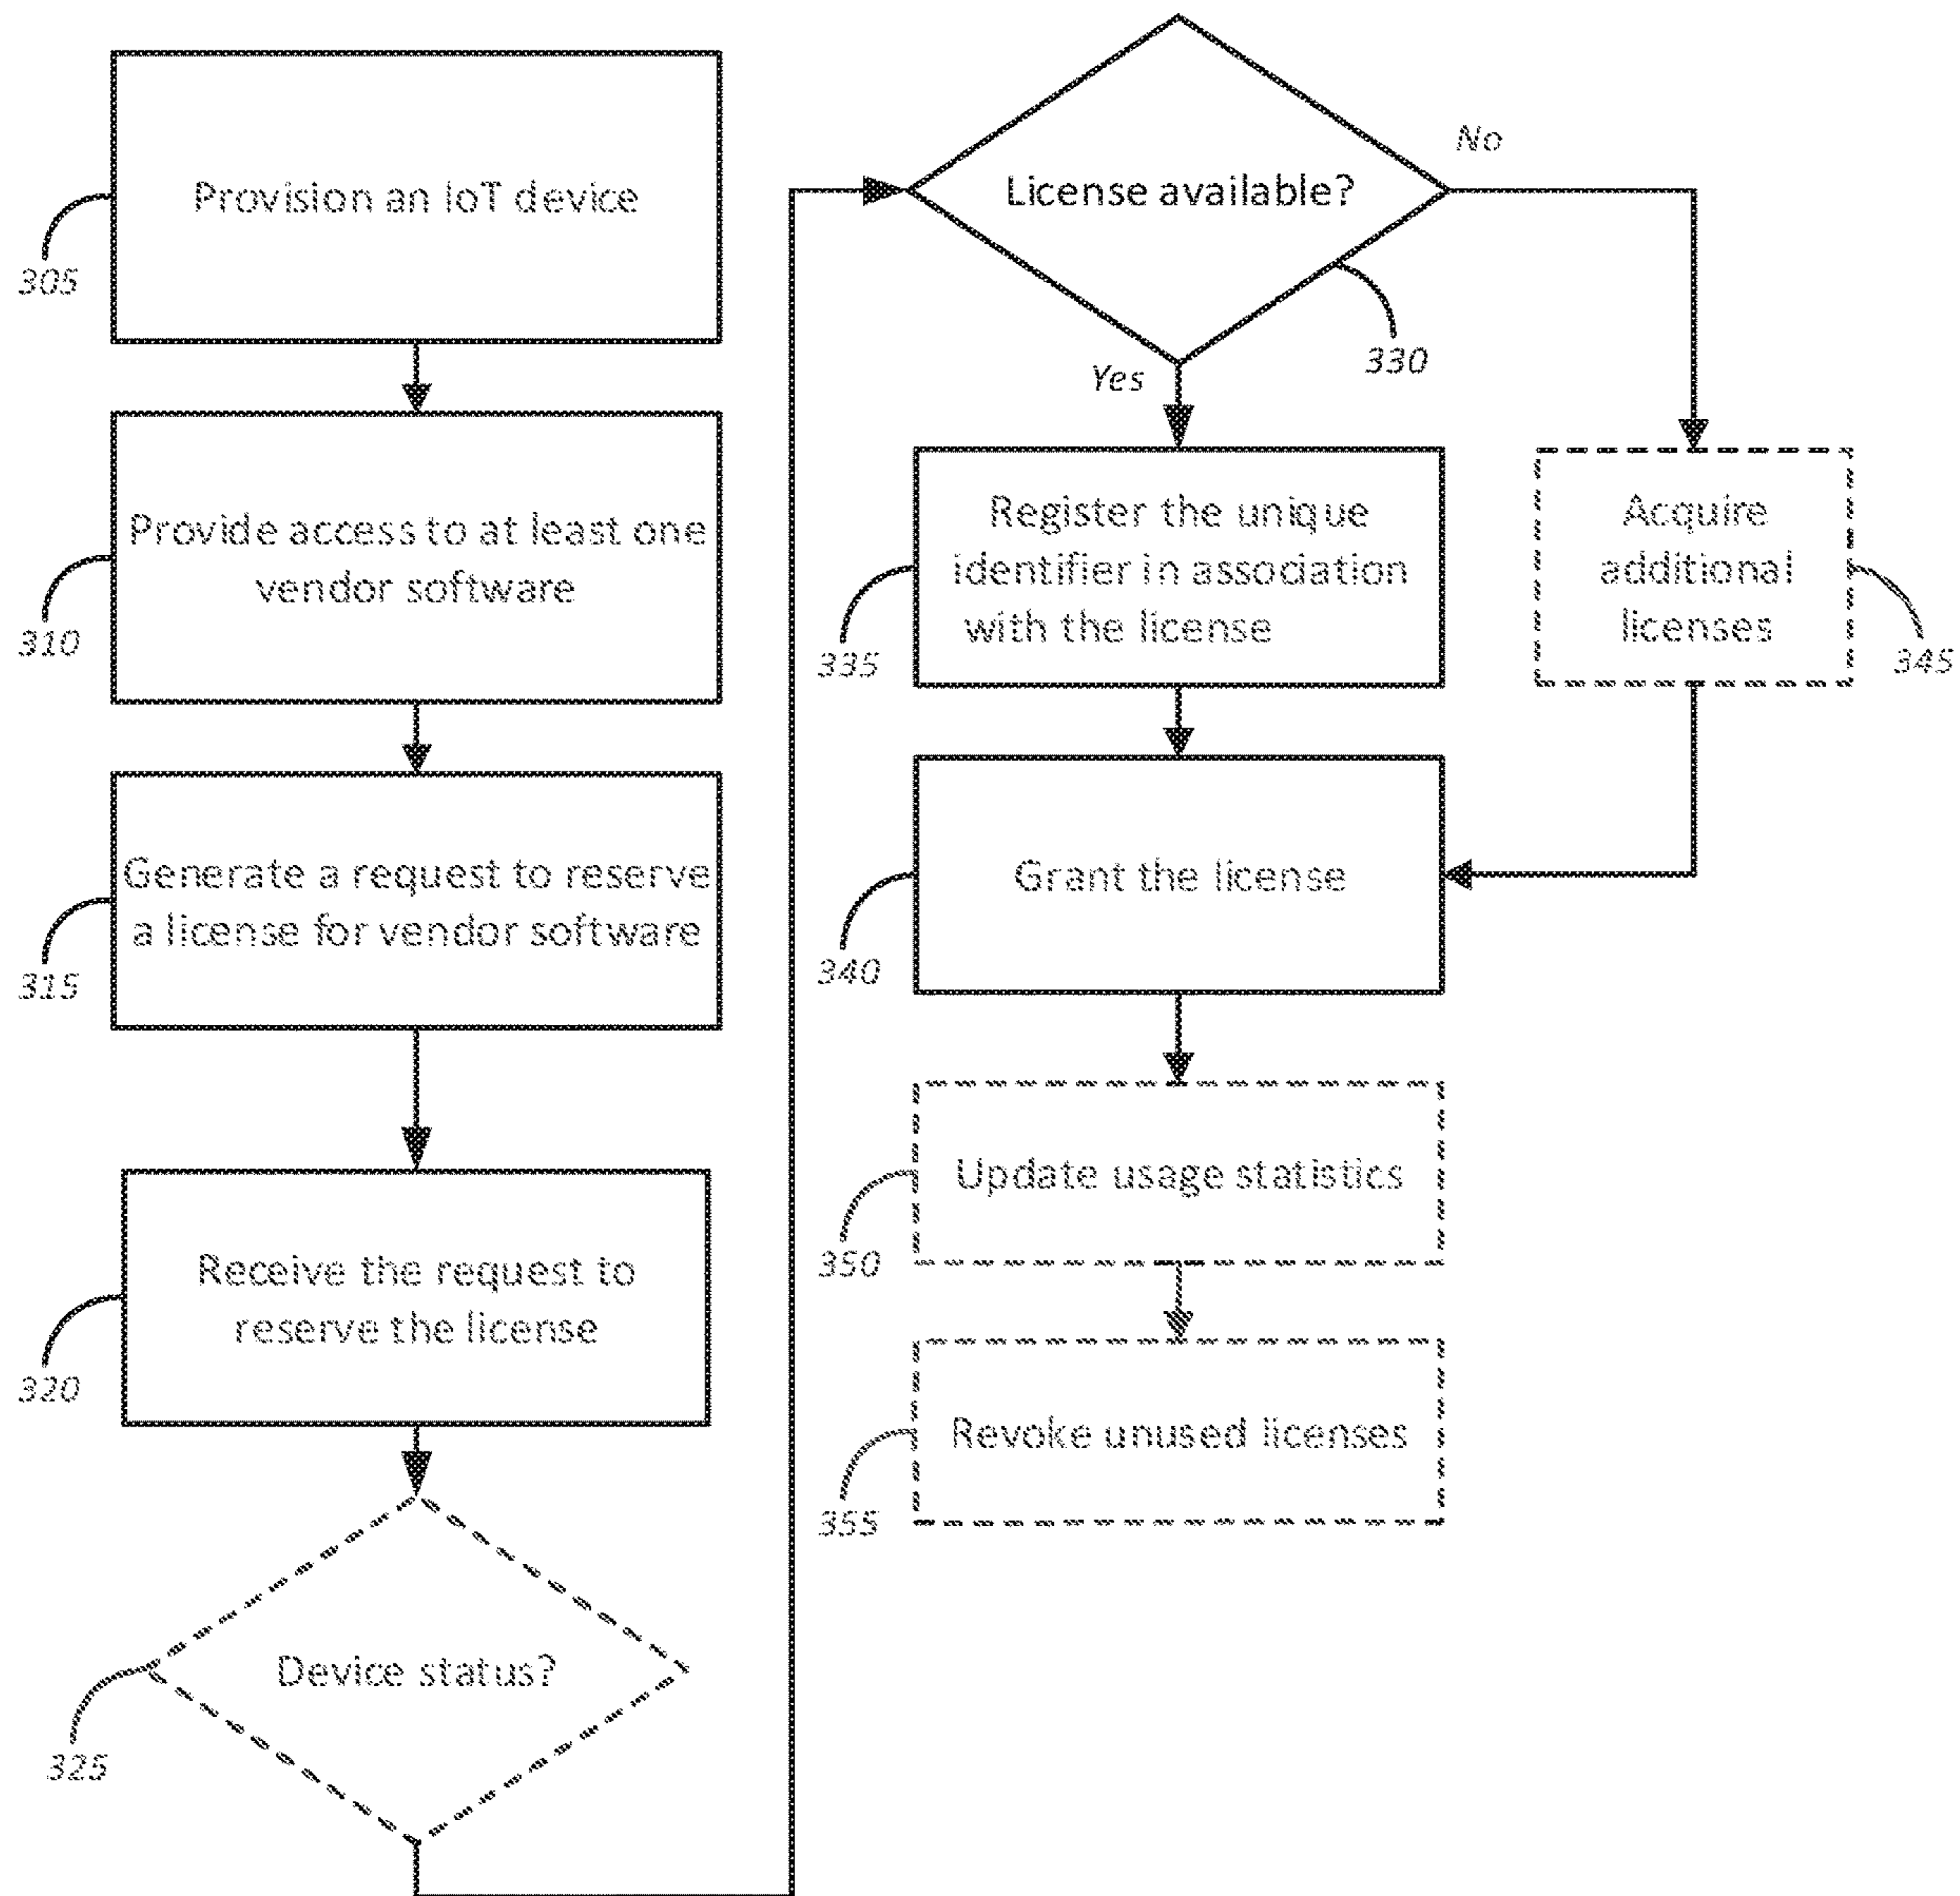 Provision an IoT device
305
Provide access to at least one
vendor software
310
Generate a request to reserve
a license for vendor software
315
Receive the request to
reserve the license
320
Device status?
325
License available?
No
Yes
330
Register the unique
identifier in association
with the license
335
Acquire
additional
licenses
345
Grant the license
340
Update usage statistics
350
Revoke unused licenses
355